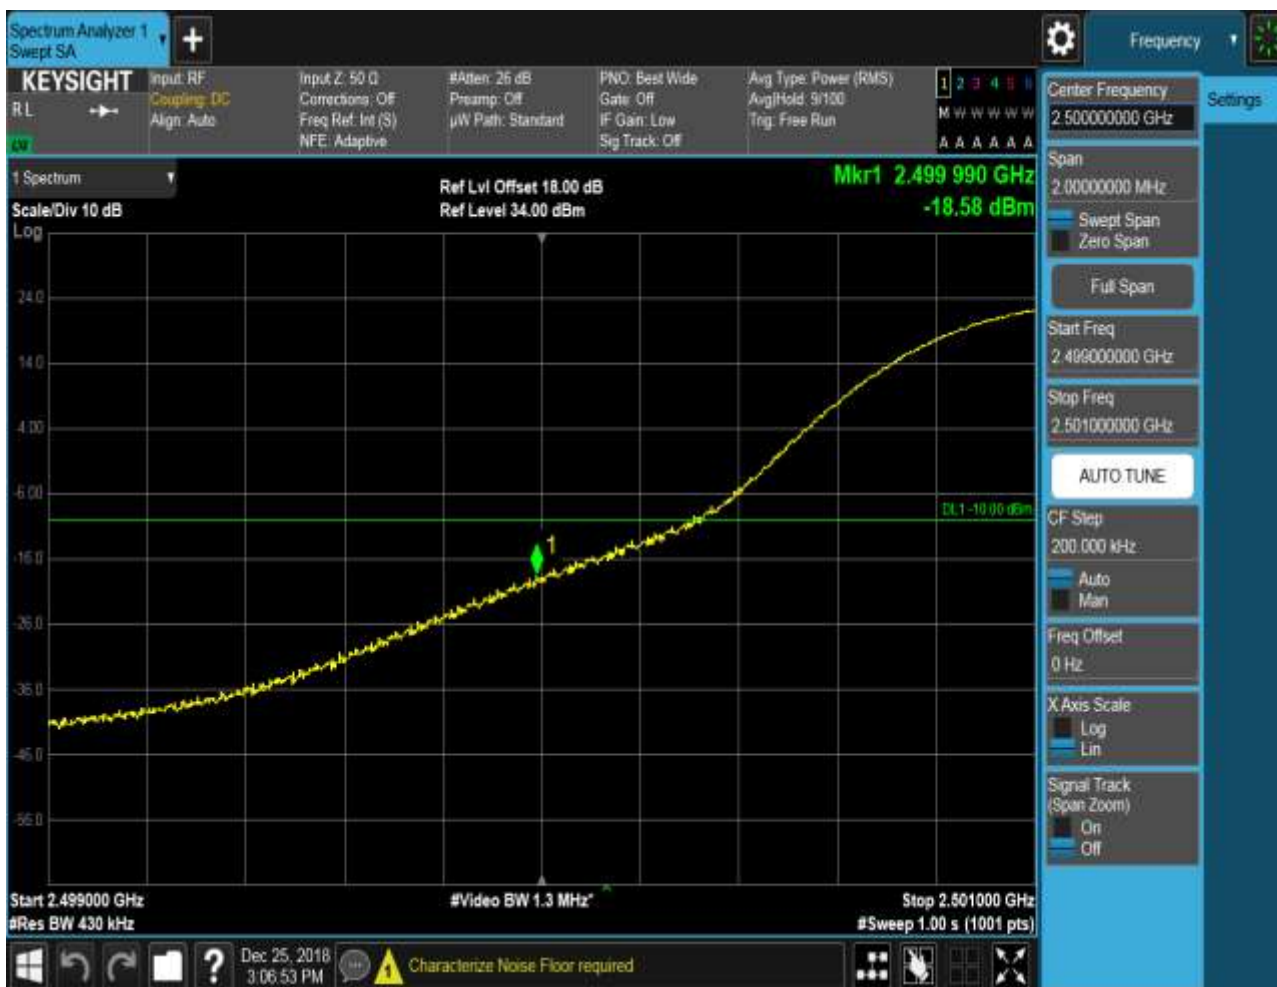 Spectrum Analyzer 1
Swept SA
Frequency
KEYSIGHT
R L
Input: RF
Coupling: DC
Align: Auto
Input Z: 50 Ω
Corrections: Off
Freq Ref: Int (S)
NFE: Adaptive
#Atten: 26 dB
Preamp: Off
µW Path: Standard
PNO: Best Wide
Gate: Off
IF Gain: Low
Sig Track: Off
Avg Type: Power (RMS)
Avg|Hold: 9/100
Trig: Free Run
1 2 3 4 5 6
M W W W W W
A A A A A A
Center Frequency
2.500000000 GHz
Settings
Span
2.00000000 MHz
Swept Span
Zero Span
Full Span
Start Freq
2.499000000 GHz
Stop Freq
2.501000000 GHz
AUTO TUNE
CF Step
200.000 kHz
Auto
Man
Freq Offset
0 Hz
X Axis Scale
Log
Lin
Signal Track
(Span Zoom)
On
Off
1 Spectrum
Scale/Div 10 dB
Log
Ref Lvl Offset 18.00 dB
Ref Level 34.00 dBm
Mkr1 2.499 990 GHz
-18.58 dBm
24.0
14.0
4.00
-6.00
-16.0
-26.0
-36.0
-46.0
-56.0
DL1 -10.00 dBm
1
Start 2.499000 GHz
#Res BW 430 kHz
#Video BW 1.3 MHz*
Stop 2.501000 GHz
#Sweep 1.00 s (1001 pts)
?
Dec 25, 2018
3:06:53 PM
1
Characterize Noise Floor required